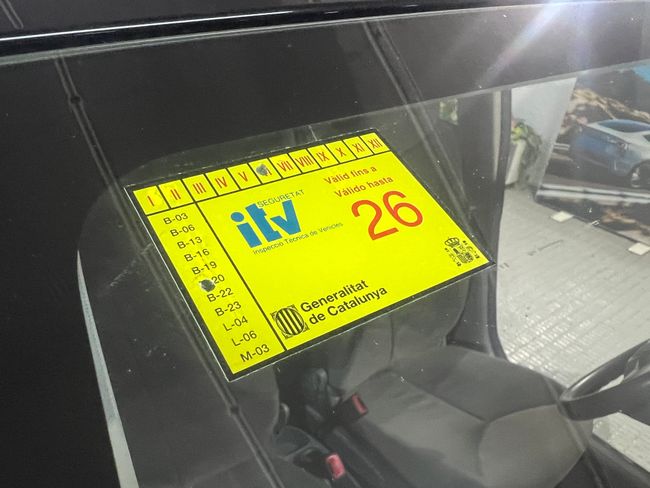 I II III IV V VII VIII IX X XI XII
B-03
B-06
B-13
B-16
B-19
20
B-22
B-23
L-04
L-06
M-03
SEGURETAT
itv
Inspecció Tècnica de Vehicles
Vàlid fins a
Válido hasta
26
Generalitat
de Catalunya